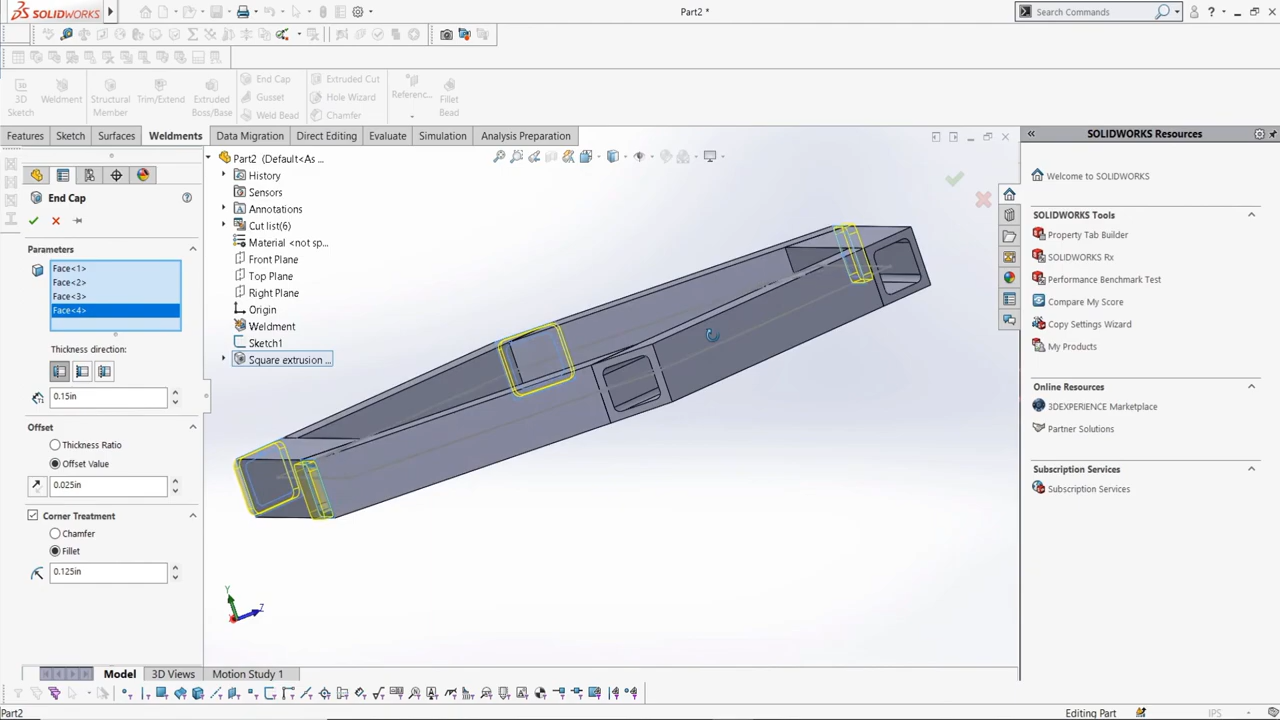 SOLIDWORKS
Part2 *
Search Commands
3D Sketch
Weldment
Structural Member
Trim/Extend
Extruded Boss/Base
End Cap
Gusset
Weld Bead
Extruded Cut
Hole Wizard
Chamfer
Referenc...
Fillet Bead
Features
Sketch
Surfaces
Weldments
Data Migration
Direct Editing
Evaluate
Simulation
Analysis Preparation
End Cap
Parameters
Face<1>
Face<2>
Face<3>
Face<4>
Thickness direction:
0.15in
Offset
Thickness Ratio
Offset Value
0.025in
Corner Treatment
Chamfer
Fillet
0.125in
Part2 (Default<As ...
History
Sensors
Annotations
Cut list(6)
Material <not sp...
Front Plane
Top Plane
Right Plane
Origin
Weldment
Sketch1
Square extrusion ...
Y
Z
SOLIDWORKS Resources
Welcome to SOLIDWORKS
SOLIDWORKS Tools
Property Tab Builder
SOLIDWORKS Rx
Performance Benchmark Test
Compare My Score
Copy Settings Wizard
My Products
Online Resources
3DEXPERIENCE Marketplace
Partner Solutions
Subscription Services
Subscription Services
Model
3D Views
Motion Study 1
Part2
Editing Part
IPS